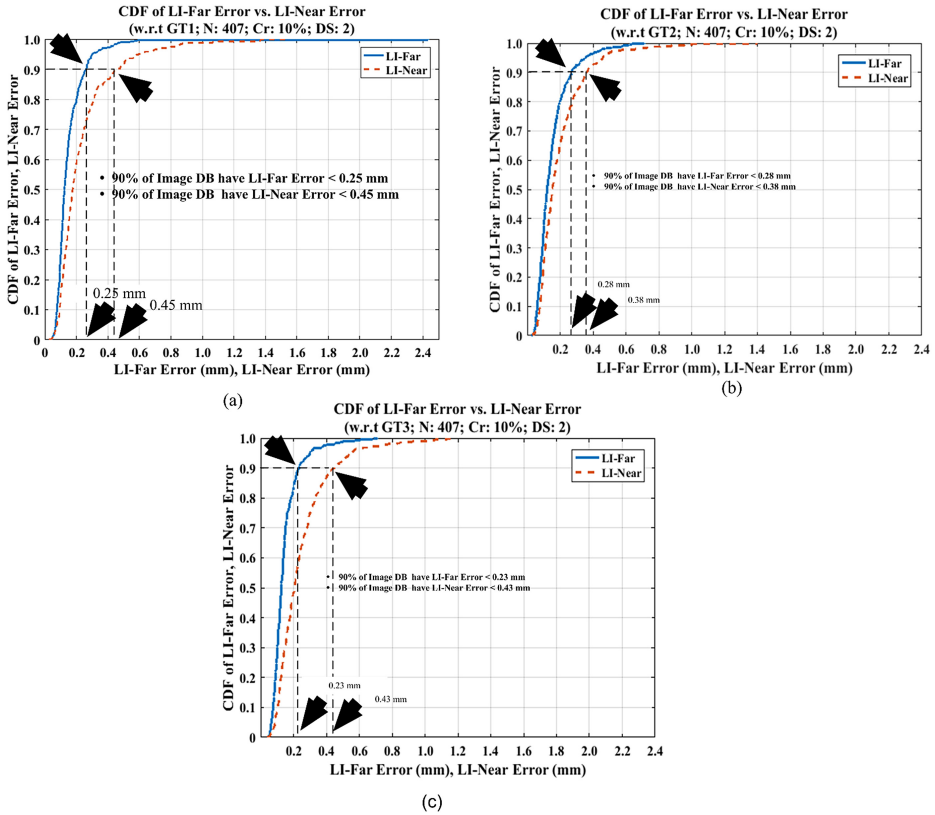 CDF of LI-Far Error vs. LI-Near Error
(w.r.t GT1; N: 407; Cr: 10%; DS: 2)
CDF of LI-Far Error, LI-Near Error
1.0
0.9
0.8
0.7
0.6
0.5
0.4
0.3
0.2
0.1
0
LI-Far
LI-Near
• 90% of Image DB have LI-Far Error < 0.25 mm
• 90% of Image DB have LI-Near Error < 0.45 mm
0.25 mm
0.45 mm
0 0.2 0.4 0.6 0.8 1.0 1.2 1.4 1.6 1.8 2.0 2.2 2.4
LI-Far Error (mm), LI-Near Error (mm)
(a)
CDF of LI-Far Error vs. LI-Near Error
(w.r.t GT2; N: 407; Cr: 10%; DS: 2)
CDF of LI-Far Error, LI-Near Error
1.0
0.9
0.8
0.7
0.6
0.5
0.4
0.3
0.2
0.1
0
LI-Far
LI-Near
• 90% of Image DB have LI-Far Error < 0.28 mm
• 90% of Image DB have LI-Near Error < 0.38 mm
0.28 mm
0.38 mm
0.2 0.4 0.6 0.8 1.0 1.2 1.4 1.6 1.8 2.0 2.2 2.4
LI-Far Error (mm), LI-Near Error (mm)
(b)
CDF of LI-Far Error vs. LI-Near Error
(w.r.t GT3; N: 407; Cr: 10%; DS: 2)
CDF of LI-Far Error, LI-Near Error
1.0
0.9
0.8
0.7
0.6
0.5
0.4
0.3
0.2
0.1
0
LI-Far
LI-Near
• 90% of Image DB have LI-Far Error < 0.23 mm
• 90% of Image DB have LI-Near Error < 0.43 mm
0.23 mm
0.43 mm
0.2 0.4 0.6 0.8 1.0 1.2 1.4 1.6 1.8 2.0 2.2 2.4
LI-Far Error (mm), LI-Near Error (mm)
(c)